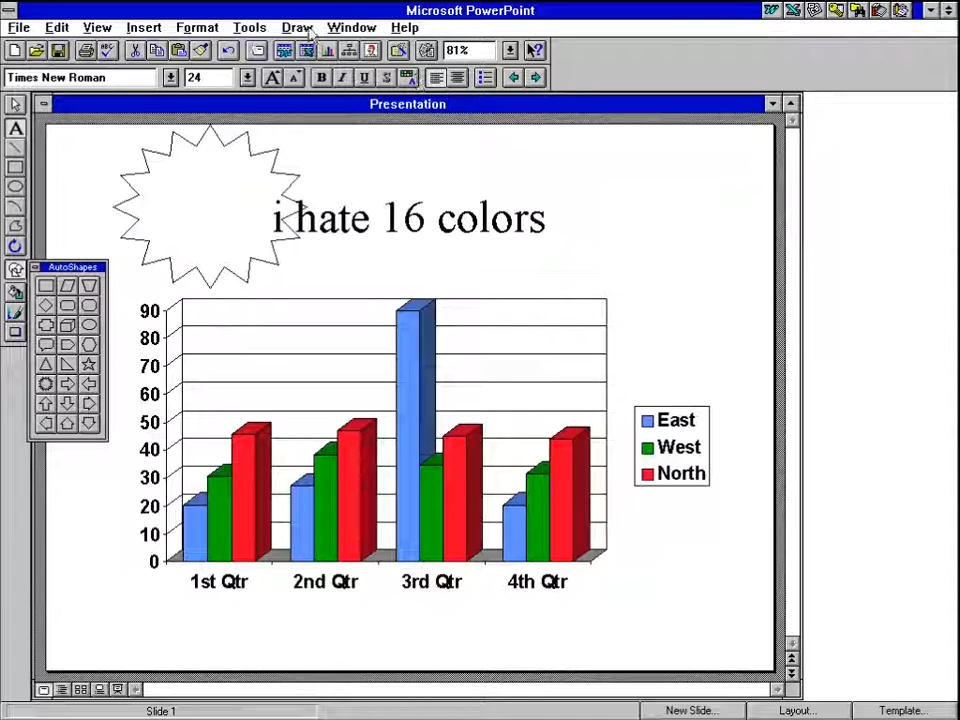 Microsoft PowerPoint
File Edit View Insert Format Tools Draw Window Help
81%
Times New Roman 24 A A B I U S
Presentation
A
i hate 16 colors
AutoShapes
90
80
70
60
50
40
30
20
10
0
East
West
North
1st Qtr 2nd Qtr 3rd Qtr 4th Qtr
Slide 1 New Slide... Layout... Template...